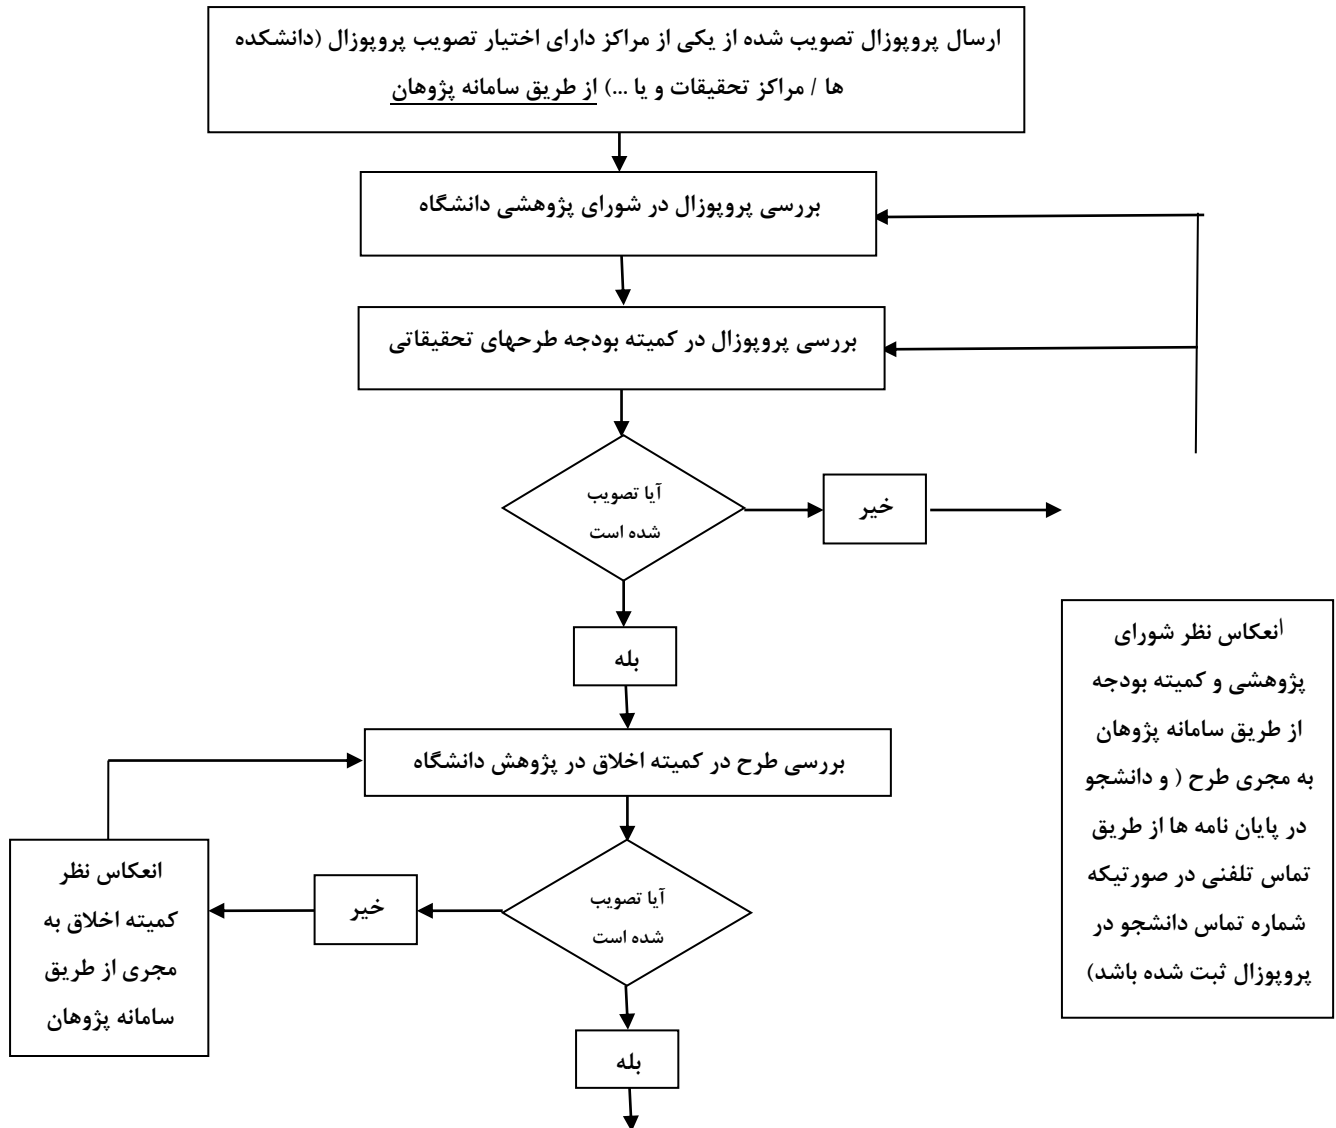 ارسال پروپوزال تصویب شده از یکی از مراکز دارای اختیار تصویب پروپوزال (دانشکده
ها / مراکز تحقیقات و یا ...) از طریق سامانه پژوهان
بررسی پروپوزال در شورای پژوهشی دانشگاه
بررسی پروپوزال در کمیته بودجه طرحهای تحقیقاتی
آیا تصویب
شده است
خیر
بله
انعکاس نظر شورای
پژوهشی و کمیته بودجه
از طریق سامانه پژوهان
به مجری طرح ( و دانشجو
در پایان نامه ها از طریق
تماس تلفنی در صورتیکه
شماره تماس دانشجو در
پروپوزال ثبت شده باشد)
بررسی طرح در کمیته اخلاق در پژوهش دانشگاه
آیا تصویب
شده است
خیر
انعکاس نظر
کمیته اخلاق به
مجری از طریق
سامانه پژوهان
بله